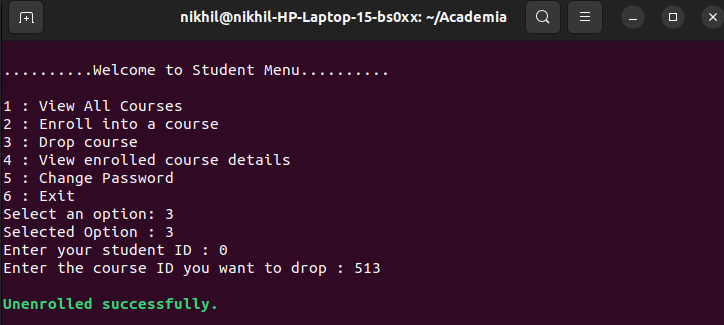 nikhil@nikhil-HP-Laptop-15-bs0xx: ~/Academia
..........Welcome to Student Menu..........
1 : View All Courses
2 : Enroll into a course
3 : Drop course
4 : View enrolled course details
5 : Change Password
6 : Exit
Select an option: 3
Selected Option : 3
Enter your student ID : 0
Enter the course ID you want to drop : 513
Unenrolled successfully.